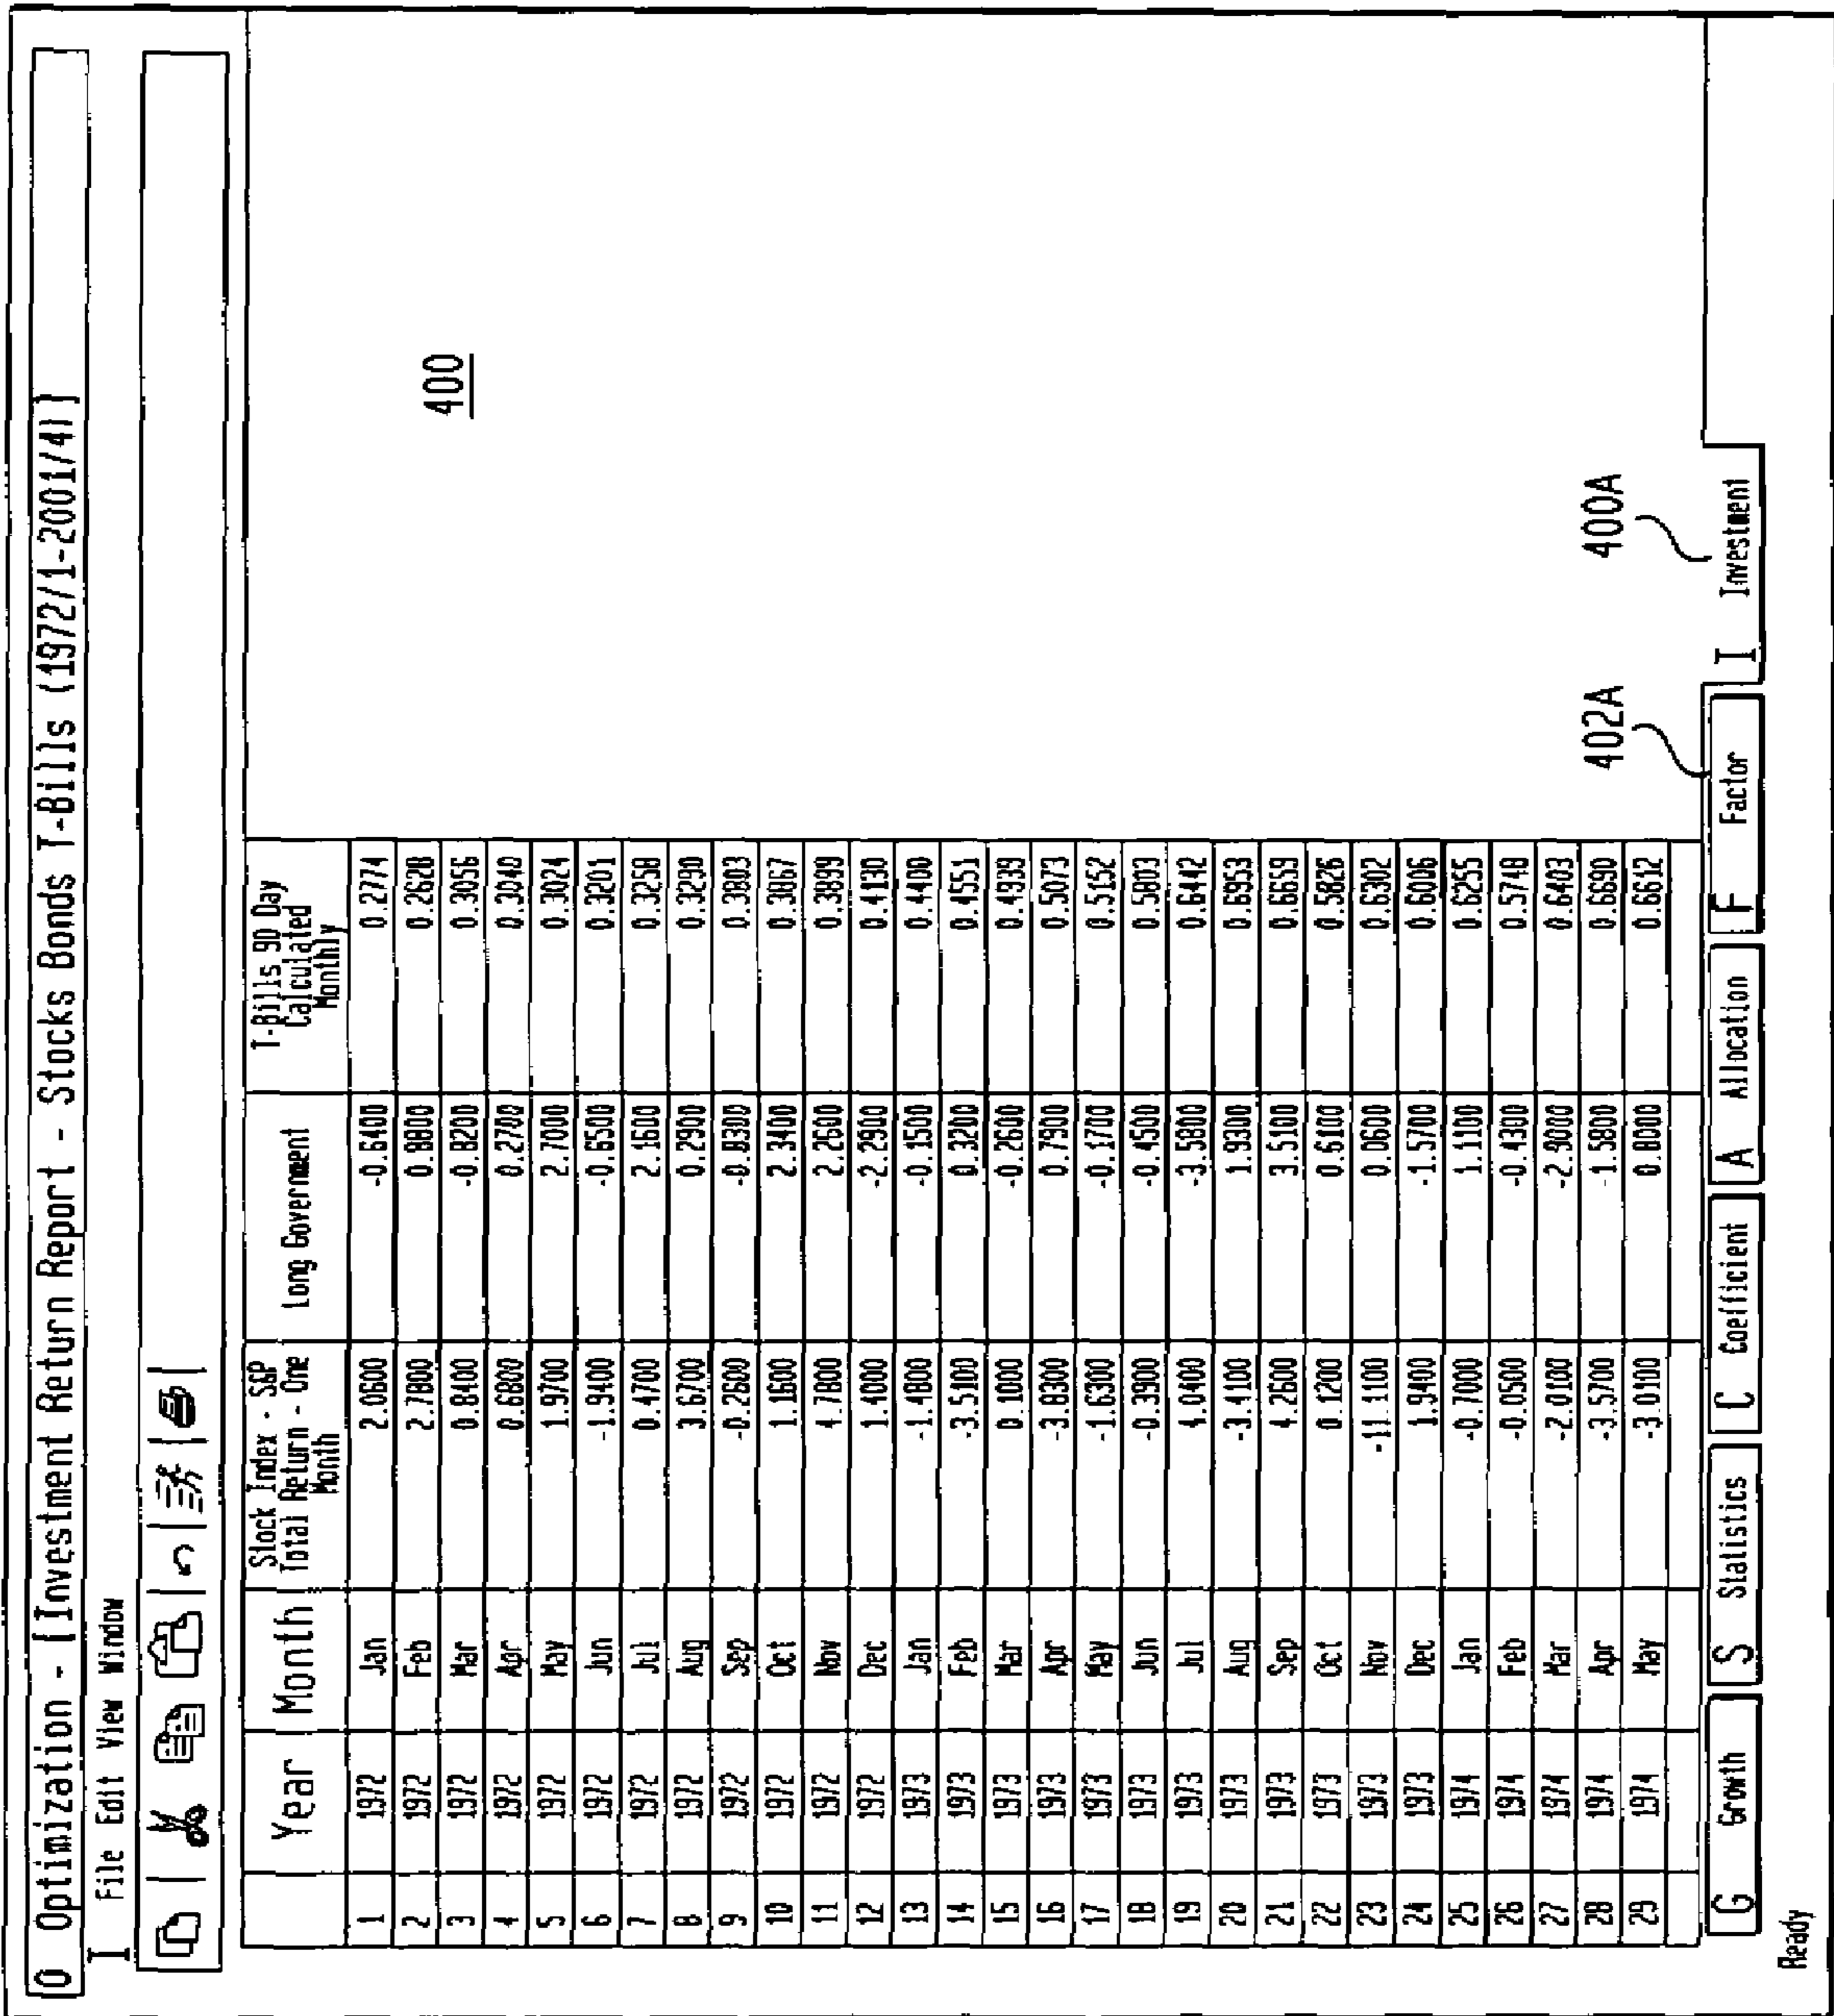 O Optimization - [Investment Return Report - Stocks Bonds T-Bills (1972/1-2001/4)]
I File Edit View Window
Year Month Stock Index - S&P Total Return - One Month Long Goverment T-Bills 90 Day Calculated Monthly
1 1972 Jan 2.0600 -0.6400 0.2774
2 1972 Feb 2.7800 0.8800 0.2628
3 1972 Mar 0.8400 -0.8200 0.3056
4 1972 Apr 0.6800 0.2700 0.3040
5 1972 May 1.9700 2.7000 0.3024
6 1972 Jun -1.9400 -0.6500 0.3201
7 1972 Jul 0.4700 2.1600 0.3258
8 1972 Aug 3.6700 0.2900 0.3290
9 1972 Sep -0.2600 -0.8300 0.3803
10 1972 Oct 1.1600 2.3400 0.3867
11 1972 Nov 4.7800 2.2600 0.3899
12 1972 Dec 1.4000 -2.2900 0.4130
13 1973 Jan -1.4800 -0.1500 0.4400
14 1973 Feb -3.5100 0.3200 0.4551
15 1973 Mar 0.1000 -0.2600 0.4939
16 1973 Apr -3.8300 0.7900 0.5073
17 1973 May -1.6300 -0.1700 0.5152
18 1973 Jun -0.3900 -0.4500 0.5803
19 1973 Jul 4.0400 -3.5800 0.6442
20 1973 Aug -3.4100 1.9300 0.6953
21 1973 Sep 4.2600 3.5100 0.6659
22 1973 Oct 0.1200 0.6100 0.5826
23 1973 Nov -11.1100 0.0600 0.6302
24 1973 Dec 1.9400 -1.5700 0.6006
25 1974 Jan -0.7000 1.1100 0.6255
26 1974 Feb -0.0500 -0.4300 0.5748
27 1974 Mar -2.0100 -2.9000 0.6403
28 1974 Apr -3.5700 -1.5800 0.6690
29 1974 May -3.0100 0.8000 0.6612
400
402A 400A
G Growth S Statistics C Coefficient A Allocation F Factor I Investment
Ready